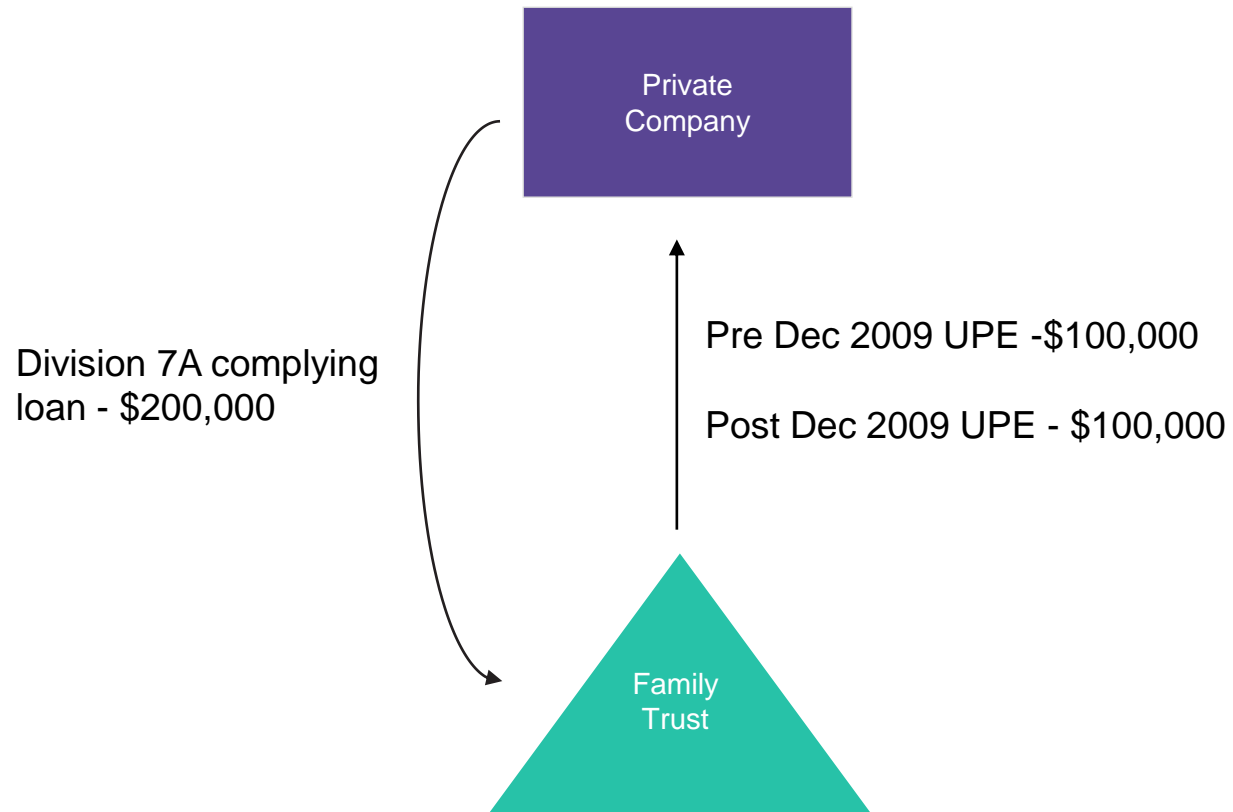 Private
Company
Division 7A complying
loan - $200,000
Pre Dec 2009 UPE -$100,000
Post Dec 2009 UPE - $100,000
Family
Trust